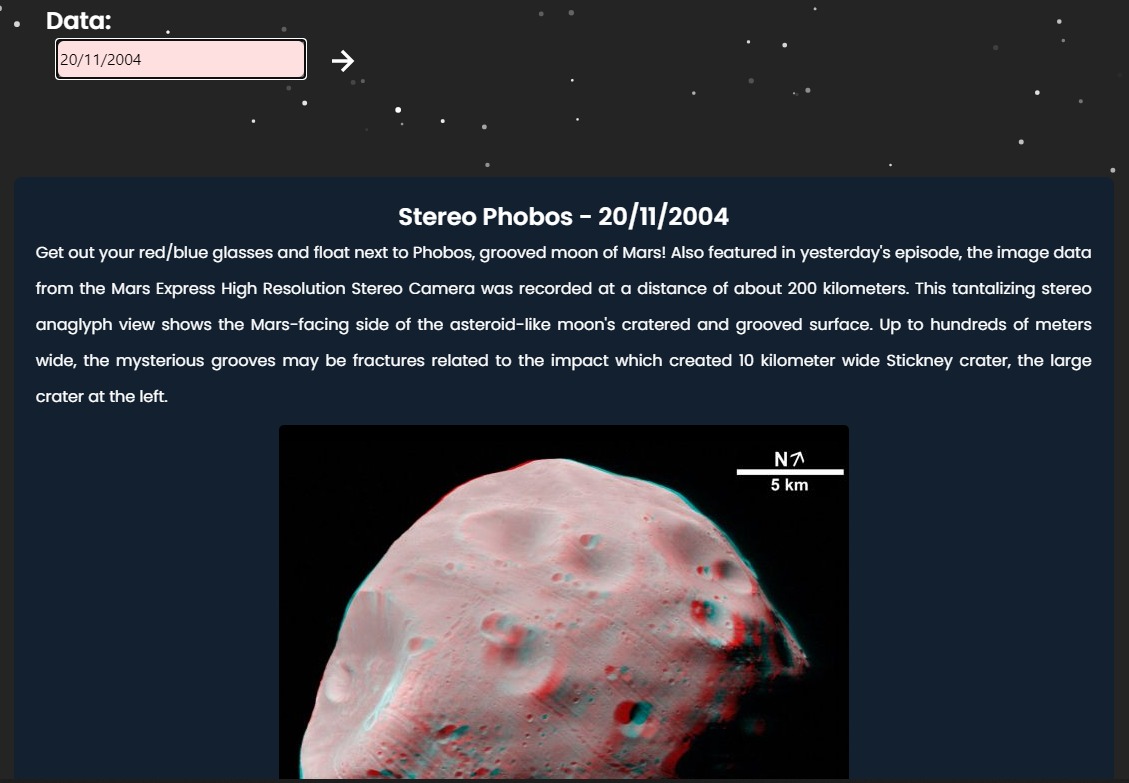 Data:
20/11/2004
Stereo Phobos - 20/11/2004
Get out your red/blue glasses and float next to Phobos, grooved moon of Mars! Also featured in yesterday's episode, the image data
from the Mars Express High Resolution Stereo Camera was recorded at a distance of about 200 kilometers. This tantalizing stereo
anaglyph view shows the Mars-facing side of the asteroid-like moon's cratered and grooved surface. Up to hundreds of meters
wide, the mysterious grooves may be fractures related to the impact which created 10 kilometer wide Stickney crater, the large
crater at the left.
N
5 km